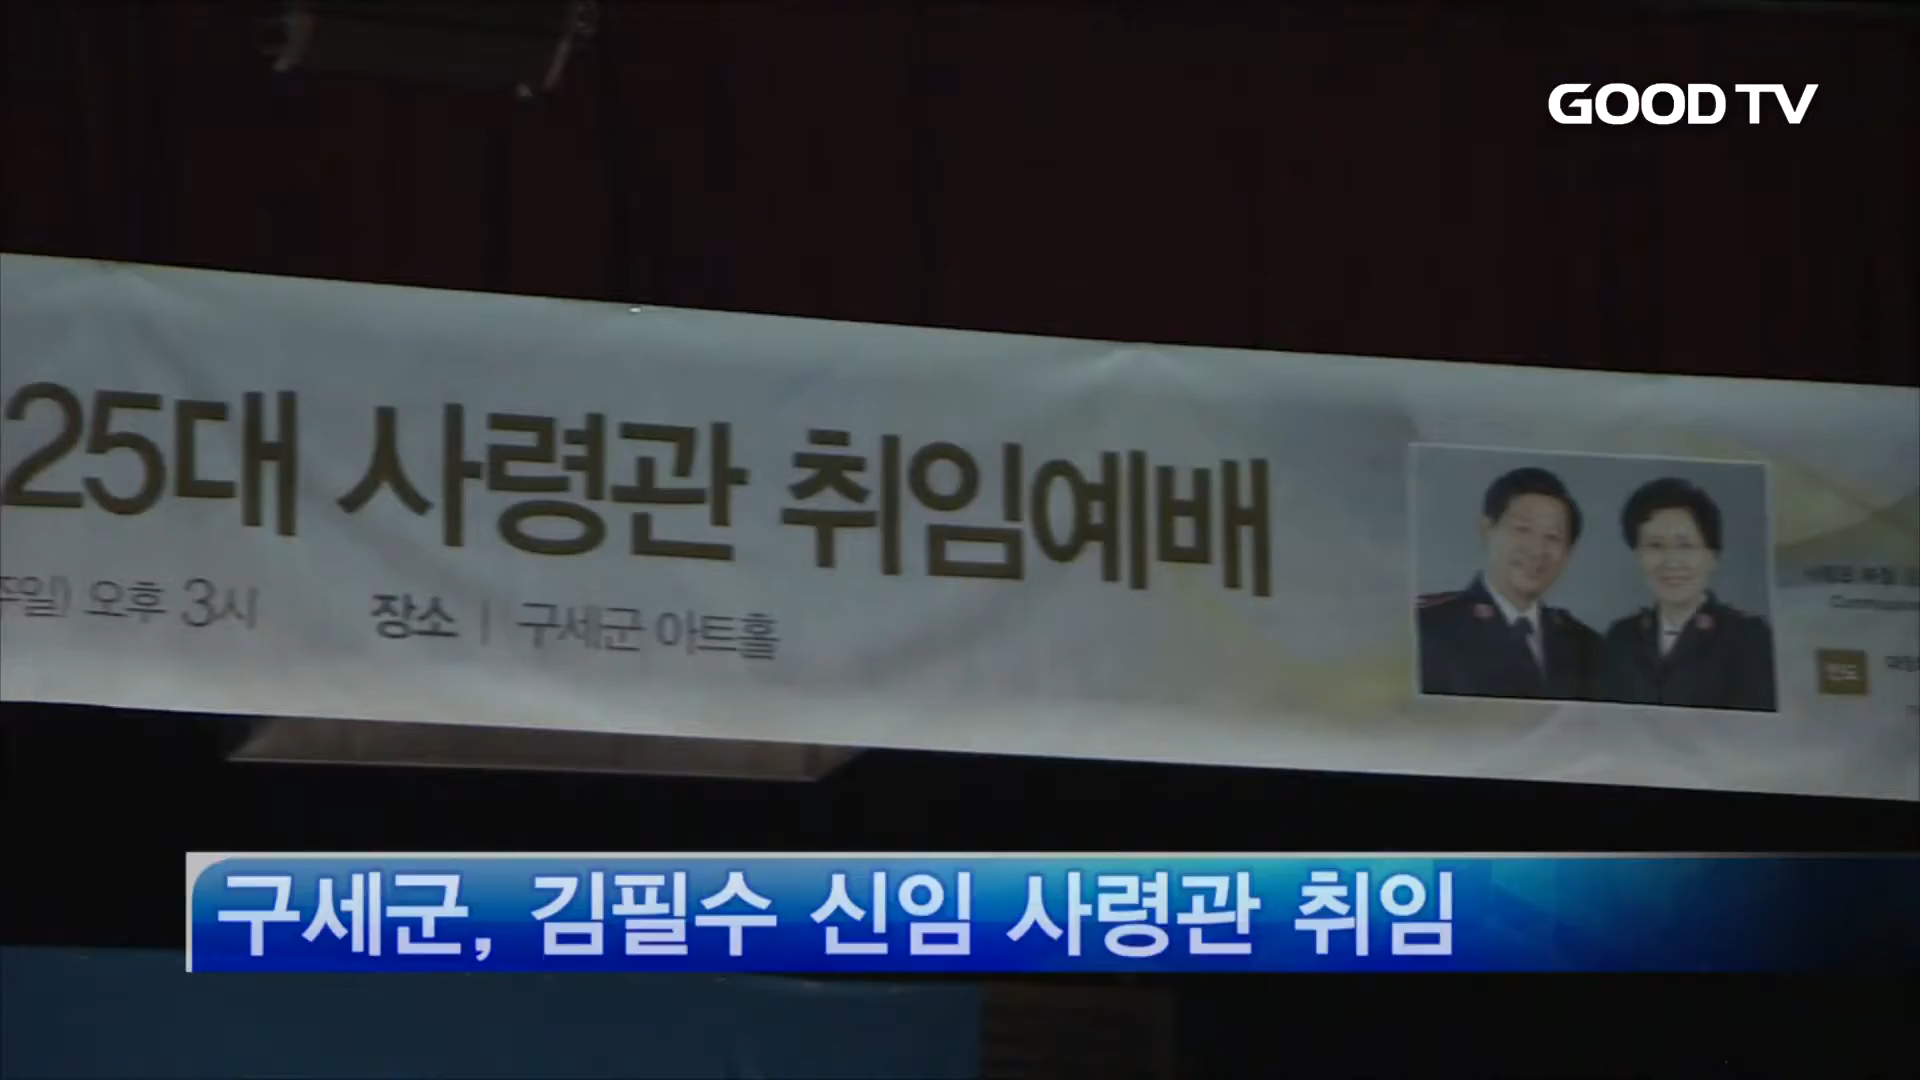 GOOD TV
25대 사령관 취임예배
오후 3시 장소 | 구세군 아트홀
구세군, 김필수 신임 사령관 취임